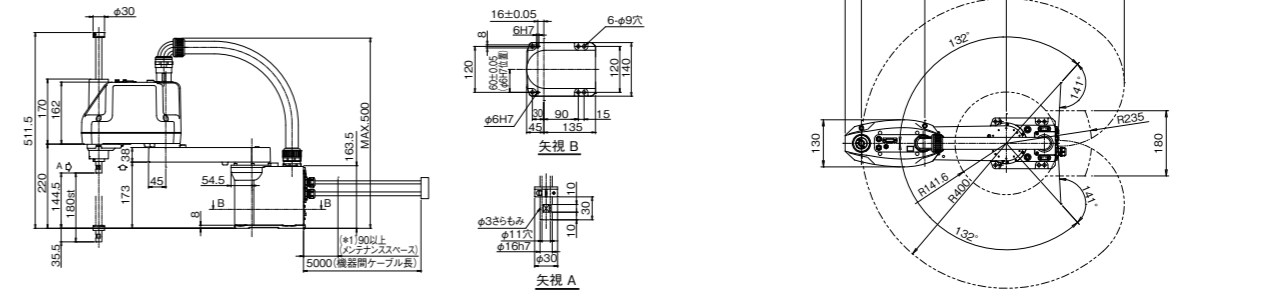 φ30
511.5
170
162
220
144.5
180st
35.5
A
38
45
173
8
54.5
B
B
163.5
MAX.500
(*1)90以上
(メンテナンススペース)
5000(機器間ケーブル長)
16±0.05
6H7
6-φ9穴
8
120
60±0.05
(φ6H7位置)
120
140
φ6H7
30
90
15
45
135
矢視 B
10
30
10
φ3さらもみ
φ11穴
φ16h7
φ30
矢視 A
132°
141°
R235
130
180
R141.6
R400
141°
132°